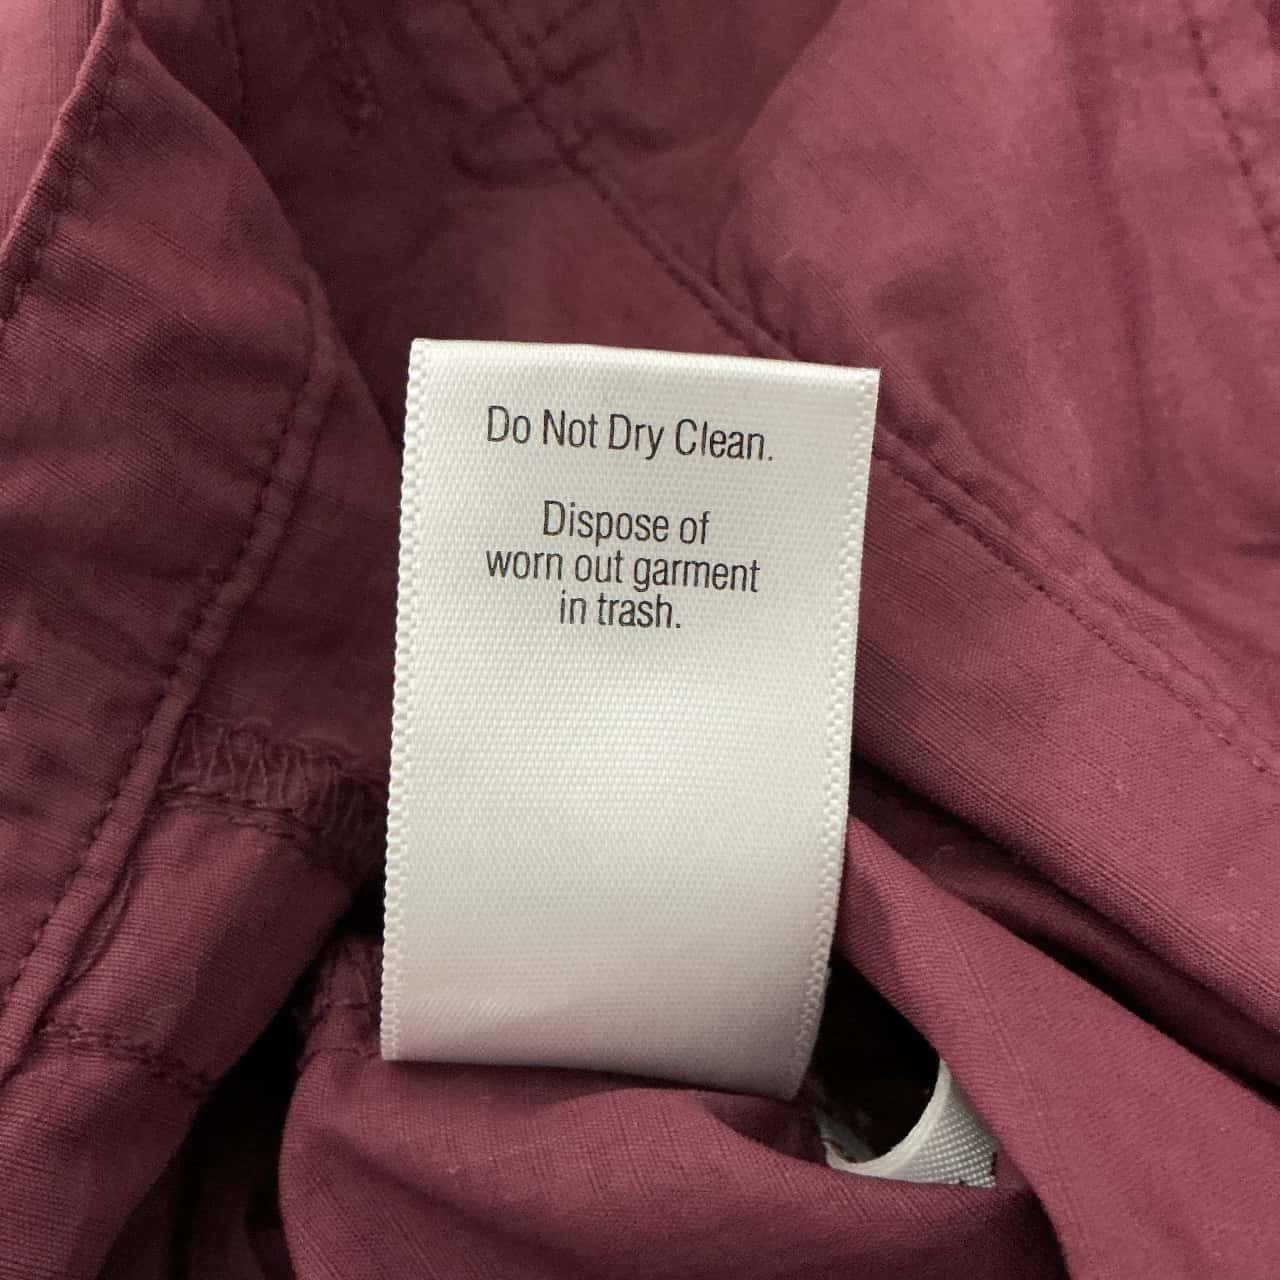 Do Not Dry Clean.
Dispose of
worn out garment
in trash.